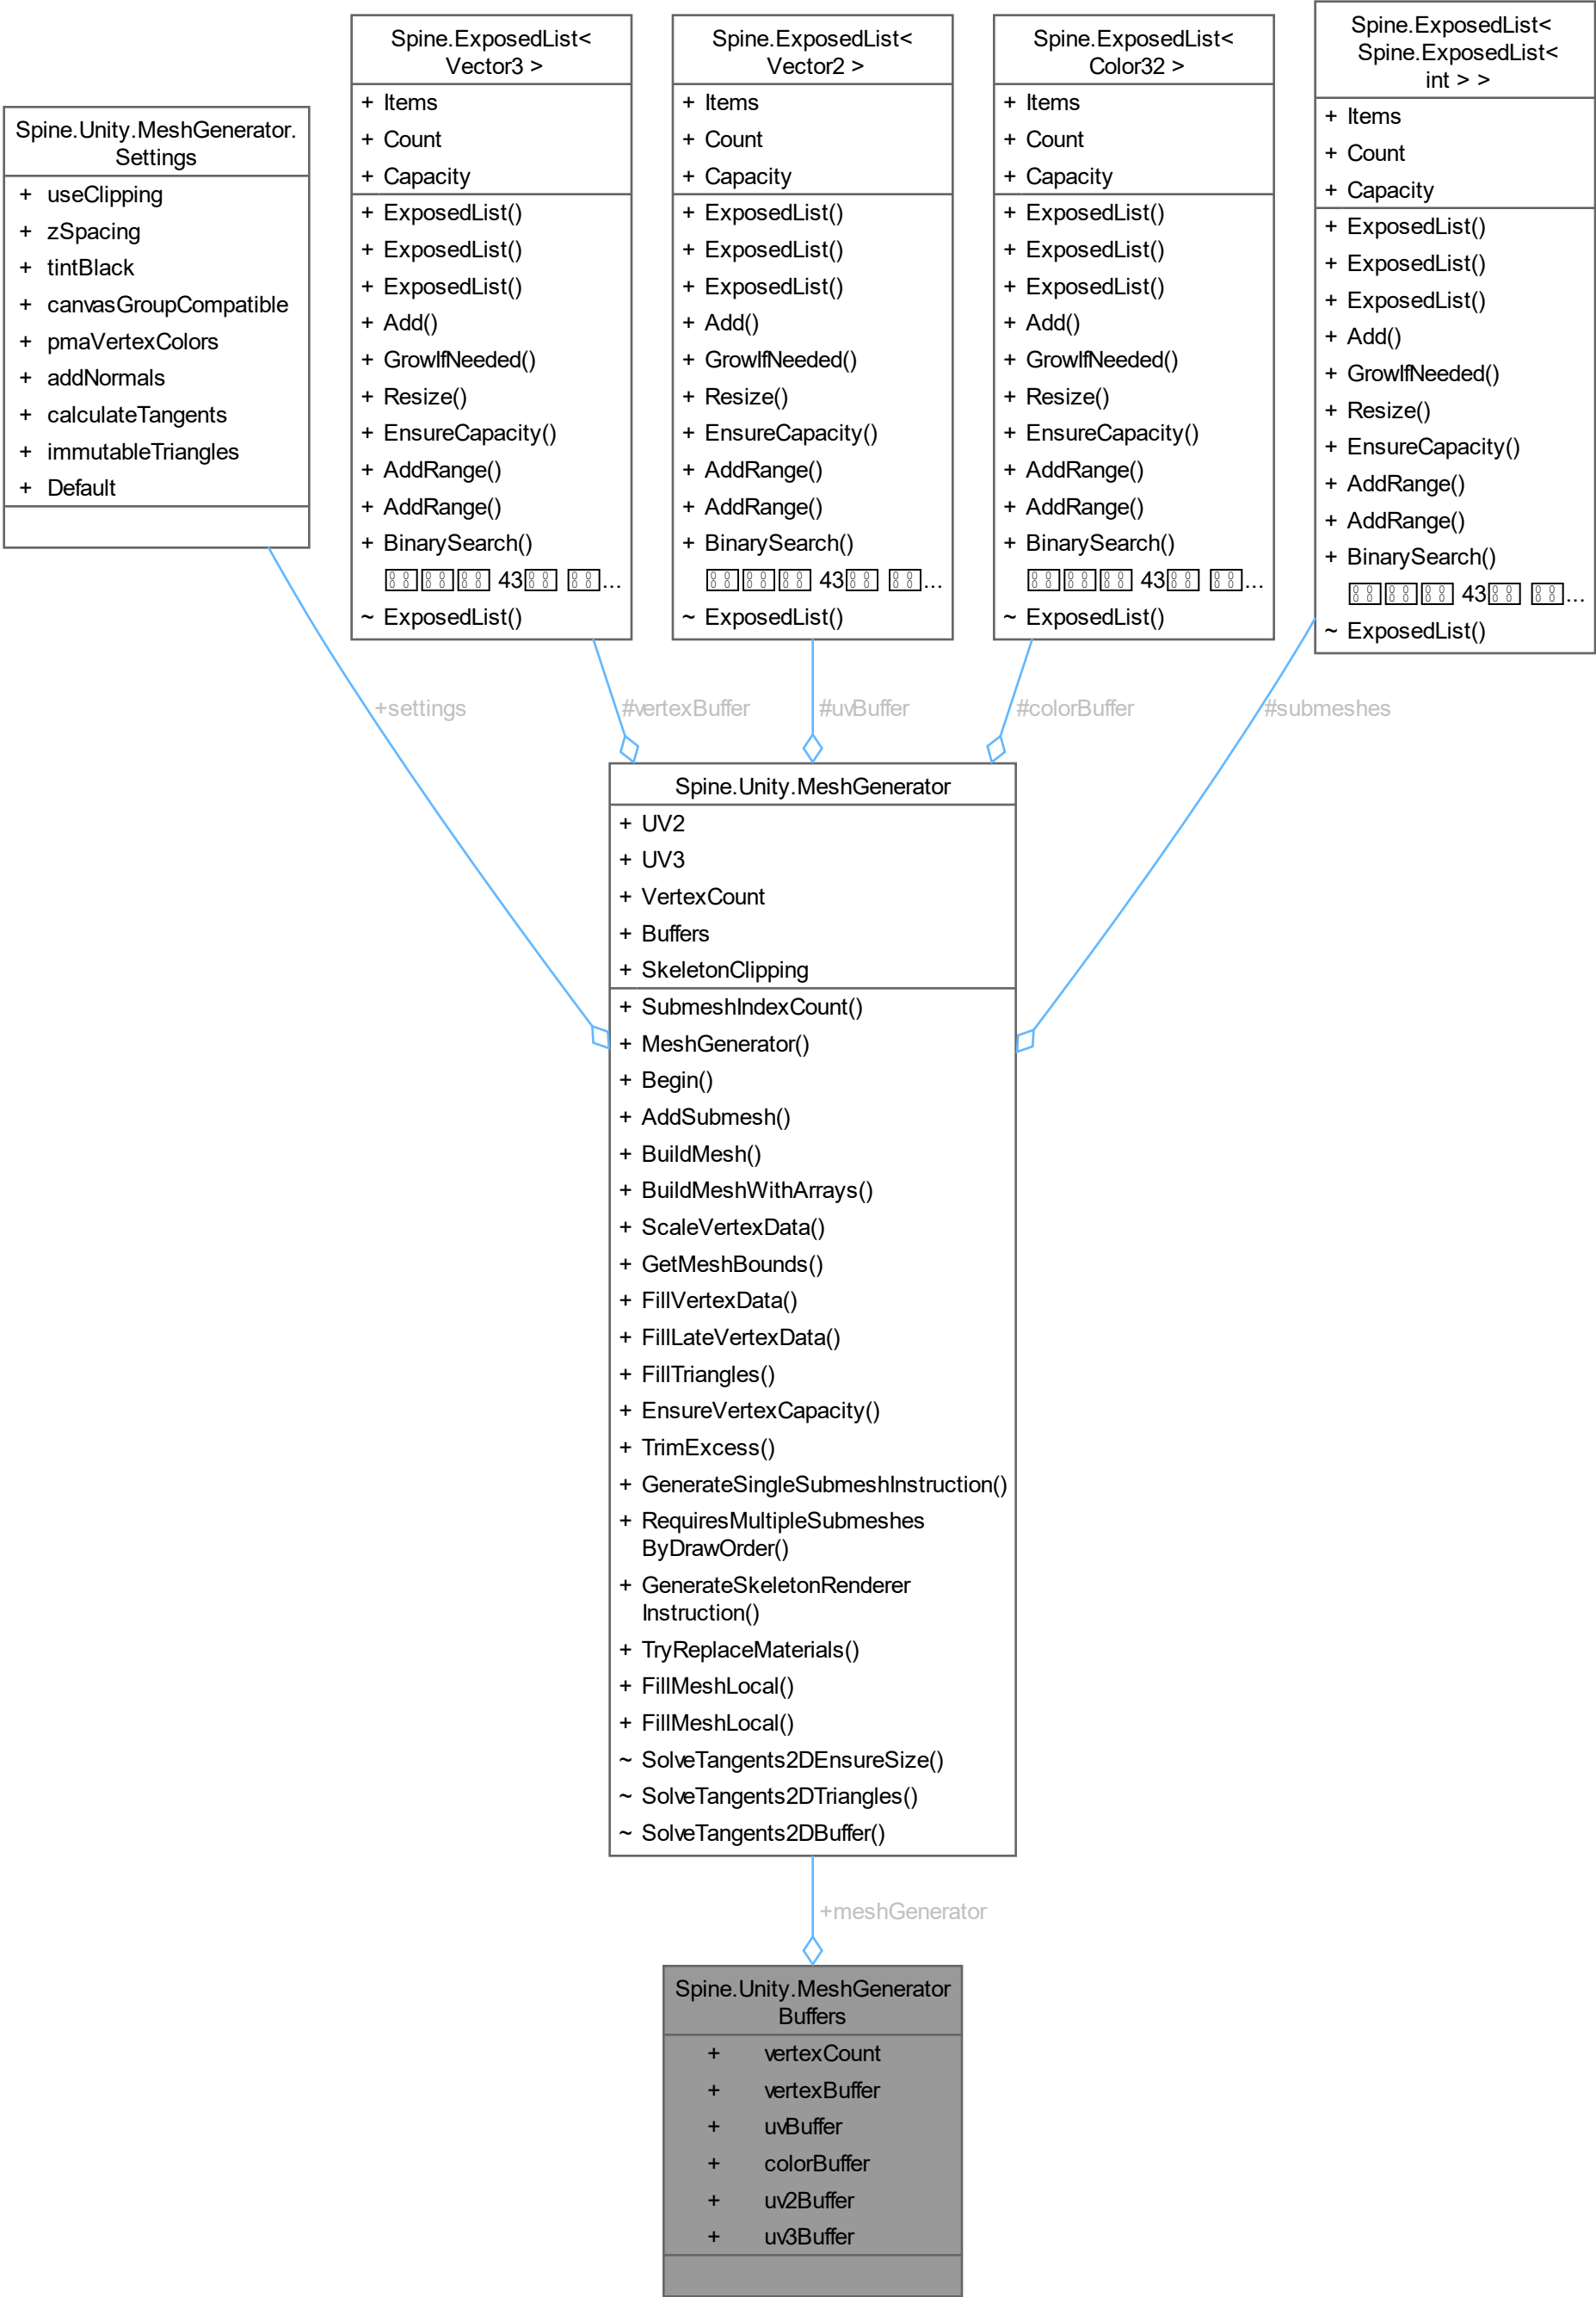 Spine.Unity.MeshGenerator.
Settings
+ useClipping
+ zSpacing
+ tintBlack
+ canvasGroupCompatible
+ pmaVertexColors
+ addNormals
+ calculateTangents
+ immutableTriangles
+ Default
Spine.ExposedList<
Vector3 >
+ Items
+ Count
+ Capacity
+ ExposedList()
+ ExposedList()
+ ExposedList()
+ Add()
+ GrowIfNeeded()
+ Resize()
+ EnsureCapacity()
+ AddRange()
+ AddRange()
+ BinarySearch()
43 ...
~ ExposedList()
Spine.ExposedList<
Vector2 >
+ Items
+ Count
+ Capacity
+ ExposedList()
+ ExposedList()
+ ExposedList()
+ Add()
+ GrowIfNeeded()
+ Resize()
+ EnsureCapacity()
+ AddRange()
+ AddRange()
+ BinarySearch()
43 ...
~ ExposedList()
Spine.ExposedList<
Color32 >
+ Items
+ Count
+ Capacity
+ ExposedList()
+ ExposedList()
+ ExposedList()
+ Add()
+ GrowIfNeeded()
+ Resize()
+ EnsureCapacity()
+ AddRange()
+ AddRange()
+ BinarySearch()
43 ...
~ ExposedList()
Spine.ExposedList<
Spine.ExposedList<
int > >
+ Items
+ Count
+ Capacity
+ ExposedList()
+ ExposedList()
+ ExposedList()
+ Add()
+ GrowIfNeeded()
+ Resize()
+ EnsureCapacity()
+ AddRange()
+ AddRange()
+ BinarySearch()
43 ...
~ ExposedList()
+settings
#vertexBuffer
#uvBuffer
#colorBuffer
#submeshes
Spine.Unity.MeshGenerator
+ UV2
+ UV3
+ VertexCount
+ Buffers
+ SkeletonClipping
+ SubmeshIndexCount()
+ MeshGenerator()
+ Begin()
+ AddSubmesh()
+ BuildMesh()
+ BuildMeshWithArrays()
+ ScaleVertexData()
+ GetMeshBounds()
+ FillVertexData()
+ FillLateVertexData()
+ FillTriangles()
+ EnsureVertexCapacity()
+ TrimExcess()
+ GenerateSingleSubmeshInstruction()
+ RequiresMultipleSubmeshes
ByDrawOrder()
+ GenerateSkeletonRenderer
Instruction()
+ TryReplaceMaterials()
+ FillMeshLocal()
+ FillMeshLocal()
~ SolveTangents2DEnsureSize()
~ SolveTangents2DTriangles()
~ SolveTangents2DBuffer()
+meshGenerator
Spine.Unity.MeshGenerator
Buffers
+ vertexCount
+ vertexBuffer
+ uvBuffer
+ colorBuffer
+ uv2Buffer
+ uv3Buffer